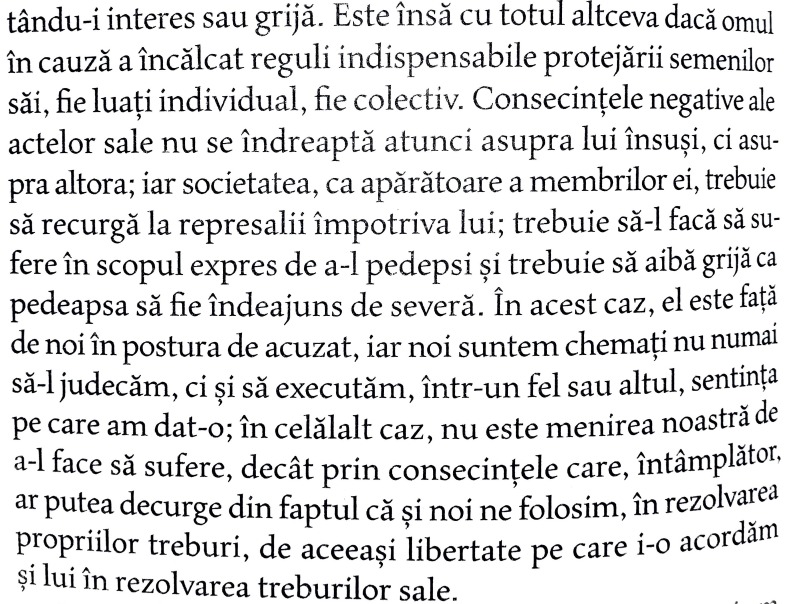 tându-i interes sau grijă. Este însă cu totul altceva dacă omul
în cauză a încălcat reguli indispensabile protejării semenilor
săi, fie luați individual, fie colectiv. Consecințele negative ale
actelor sale nu se îndreaptă atunci asupra lui însuși, ci asu-
pra altora; iar societatea, ca apărătoare a membrilor ei, trebuie
să recurgă la represalii împotriva lui; trebuie să-l facă să su-
fere în scopul expres de a-l pedepsi și trebuie să aibă grijă ca
pedeapsa să fie îndeajuns de severă. În acest caz, el este față
de noi în postura de acuzat, iar noi suntem chemați nu numai
să-l judecăm, ci și să executăm, într-un fel sau altul, sentința
pe care am dat-o; în celălalt caz, nu este menirea noastră de
a-l face să sufere, decât prin consecințele care, întâmplător,
ar putea decurge din faptul că și noi ne folosim, în rezolvarea
propriilor treburi, de aceeași libertate pe care i-o acordăm
și lui în rezolvarea treburilor sale.